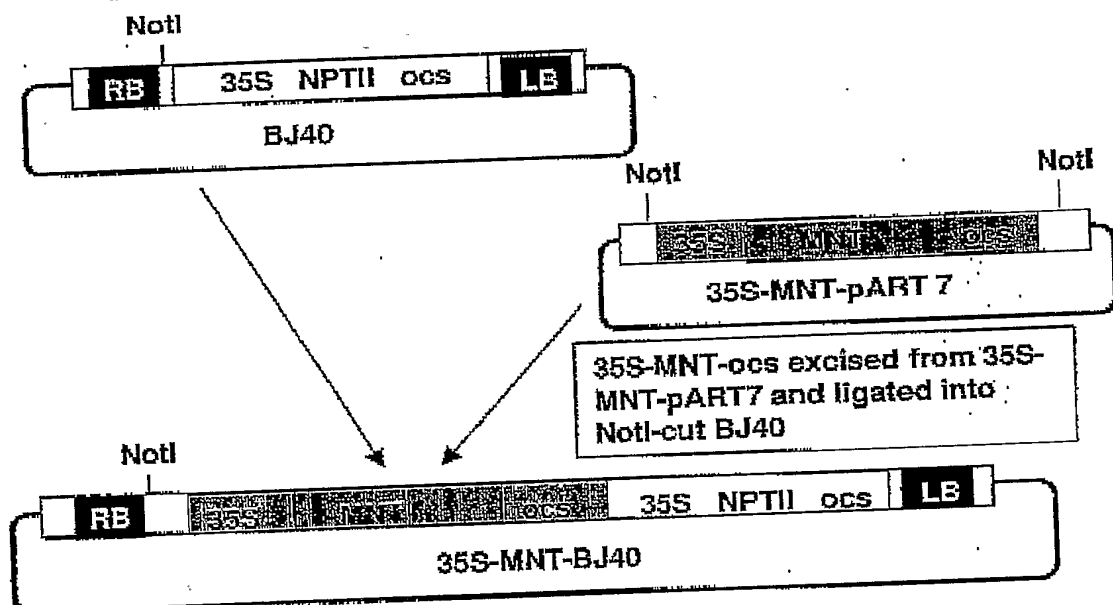 NotI
RB 35S NPTII ocs LB
BJ40
NotI NotI
35S MNT ocs
35S-MNT-pART 7
35S-MNT-ocs excised from 35S-
MNT-pART7 and ligated into
NotI-cut BJ40
NotI
RB 35S MNT ocs 35S NPTII ocs LB
35S-MNT-BJ40